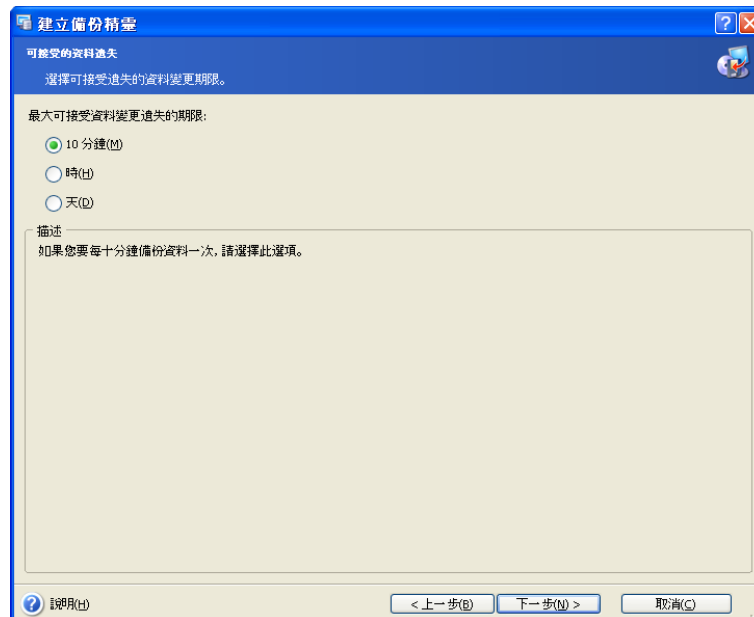 建立備份精靈
可接受的資料遺失
選擇可接受遺失的資料變更期限。
最大可接受資料變更遺失的期限:
10 分鐘(M)
時(H)
天(D)
描述
如果您要每十分鐘備份資料一次, 請選擇此選項。
說明(H)
< 上一步(B)
下一步(N) >
取消(C)